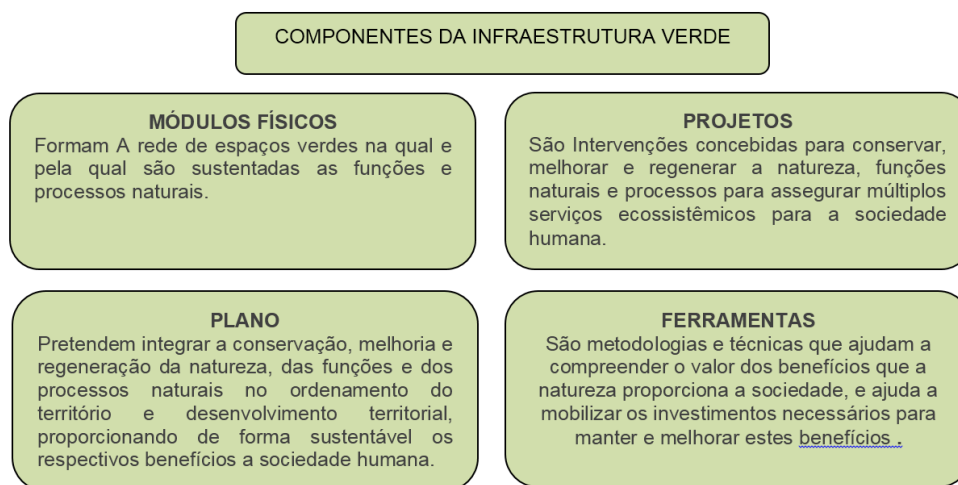 COMPONENTES DA INFRAESTRUTURA VERDE
MÓDULOS FÍSICOS
Formam A rede de espaços verdes na qual e
pela qual são sustentadas as funções e
processos naturais.
PROJETOS
São Intervenções concebidas para conservar,
melhorar e regenerar a natureza, funções
naturais e processos para assegurar múltiplos
serviços ecossistêmicos para a sociedade
humana.
PLANO
Pretendem integrar a conservação, melhoria e
regeneração da natureza, das funções e dos
processos naturais no ordenamento do
território e desenvolvimento territorial,
proporcionando de forma sustentável os
respectivos benefícios a sociedade humana.
FERRAMENTAS
São metodologias e técnicas que ajudam a
compreender o valor dos benefícios que a
natureza proporciona a sociedade, e ajuda a
mobilizar os investimentos necessários para
manter e melhorar estes benefícios .